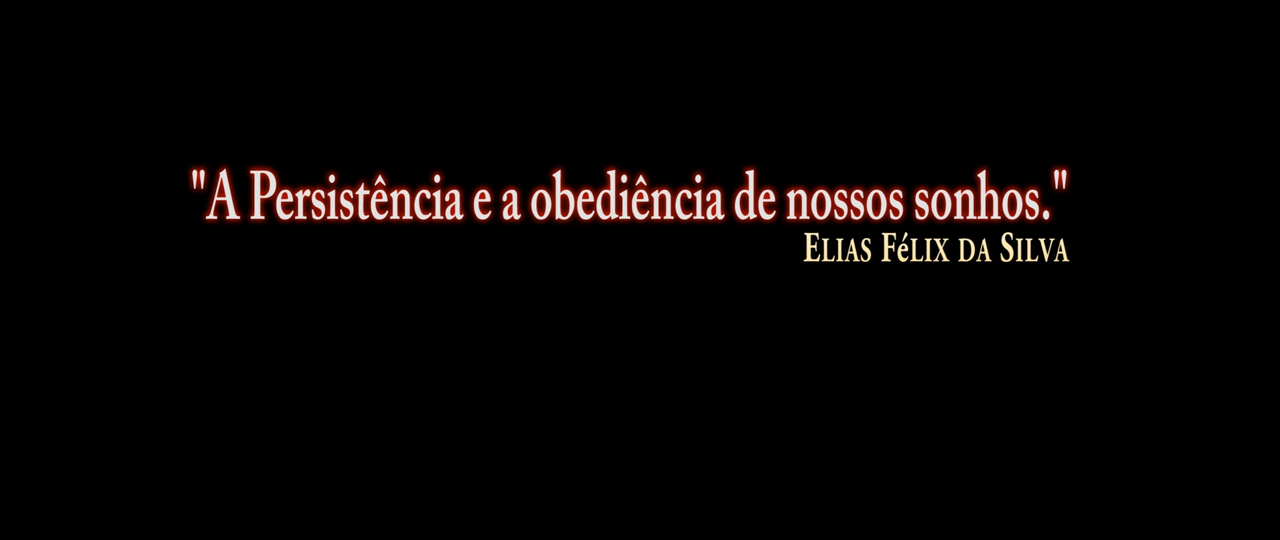 "A Persistência e a obediência de nossos sonhos."
ELIAS FéLIX DA SILVA